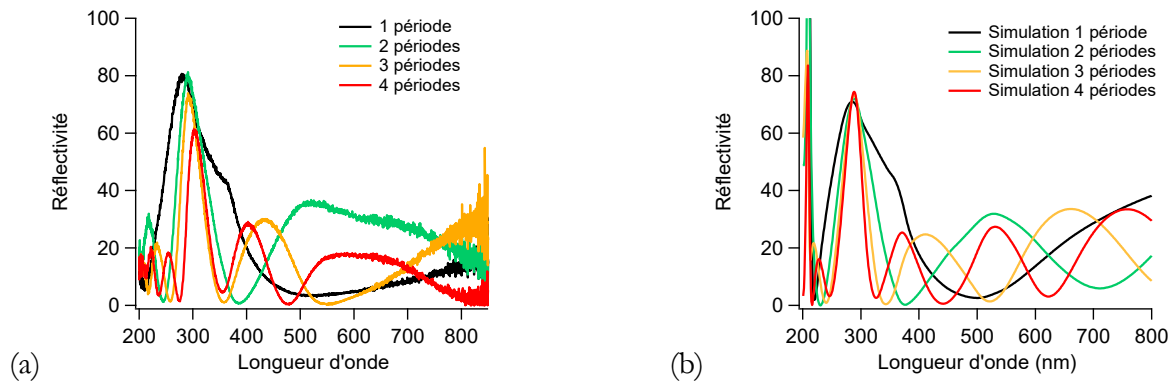 100
80
60
40
20
0
Réflectivité
1 période
2 périodes
3 périodes
4 périodes
200 300 400 500 600 700 800
Longueur d'onde
(a)
100
80
60
40
20
0
Réflectivité
Simulation 1 période
Simulation 2 périodes
Simulation 3 périodes
Simulation 4 périodes
200 300 400 500 600 700 800
Longueur d'onde (nm)
(b)